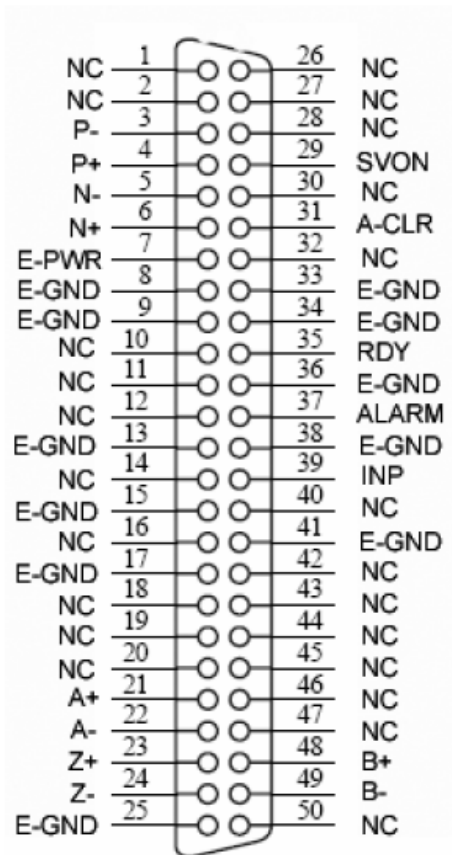 NC 1 26 NC
NC 2 27 NC
P- 3 28 NC
P+ 4 29 SVON
N- 5 30 NC
N+ 6 31 A-CLR
E-PWR 7 32 NC
E-GND 8 33 E-GND
E-GND 9 34 E-GND
NC 10 35 RDY
NC 11 36 E-GND
NC 12 37 ALARM
E-GND 13 38 E-GND
NC 14 39 INP
E-GND 15 40 NC
NC 16 41 E-GND
E-GND 17 42 NC
NC 18 43 NC
NC 19 44 NC
NC 20 45 NC
A+ 21 46 NC
A- 22 47 NC
Z+ 23 48 B+
Z- 24 49 B-
E-GND 25 50 NC